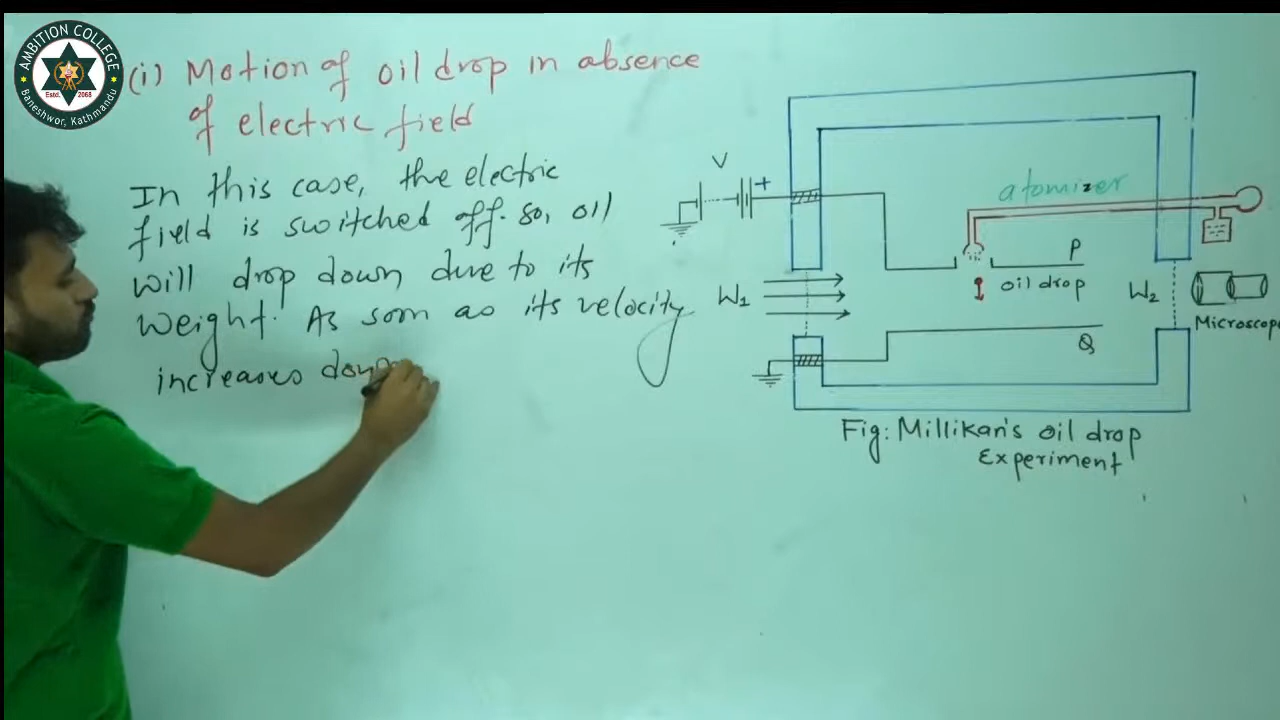 AMBITION COLLEGE
Estd. 2068
Baneshwor, Kathmandu
(i) Motion of oil drop in absence
of electric field
In this case, the electric
field is switched off. so, oil
will drop down due to its
weight. As soon as its velocity
increases down
V
+
atomizer
P
oil drop
W1
W2
Microscope
Q
Fig: Millikan's oil drop
Experiment